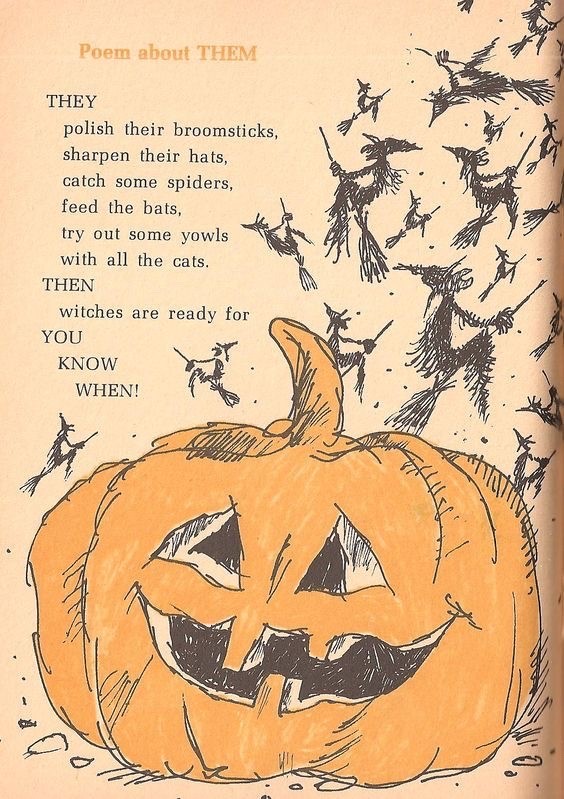 Poem about THEM
THEY
polish their broomsticks,
sharpen their hats,
catch some spiders,
feed the bats,
try out some yowls
with all the cats.
THEN
witches are ready for
YOU
KNOW
WHEN!